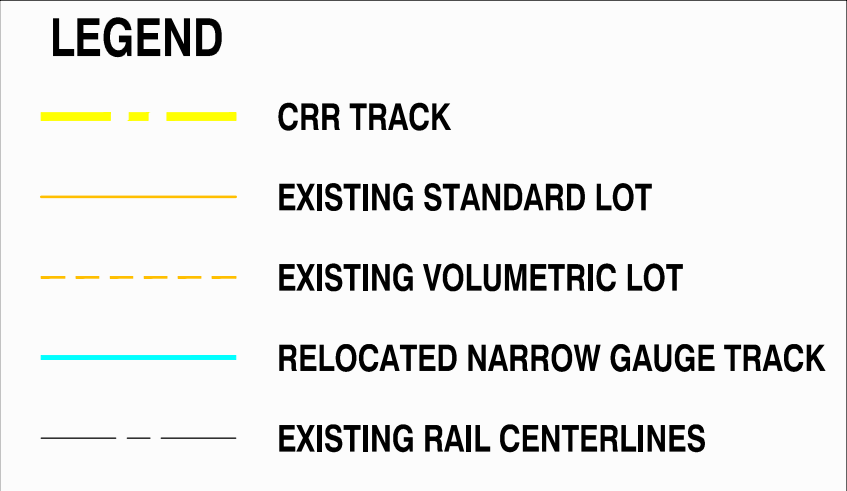 LEGEND
CRR TRACK
EXISTING STANDARD LOT
EXISTING VOLUMETRIC LOT
RELOCATED NARROW GAUGE TRACK
EXISTING RAIL CENTERLINES